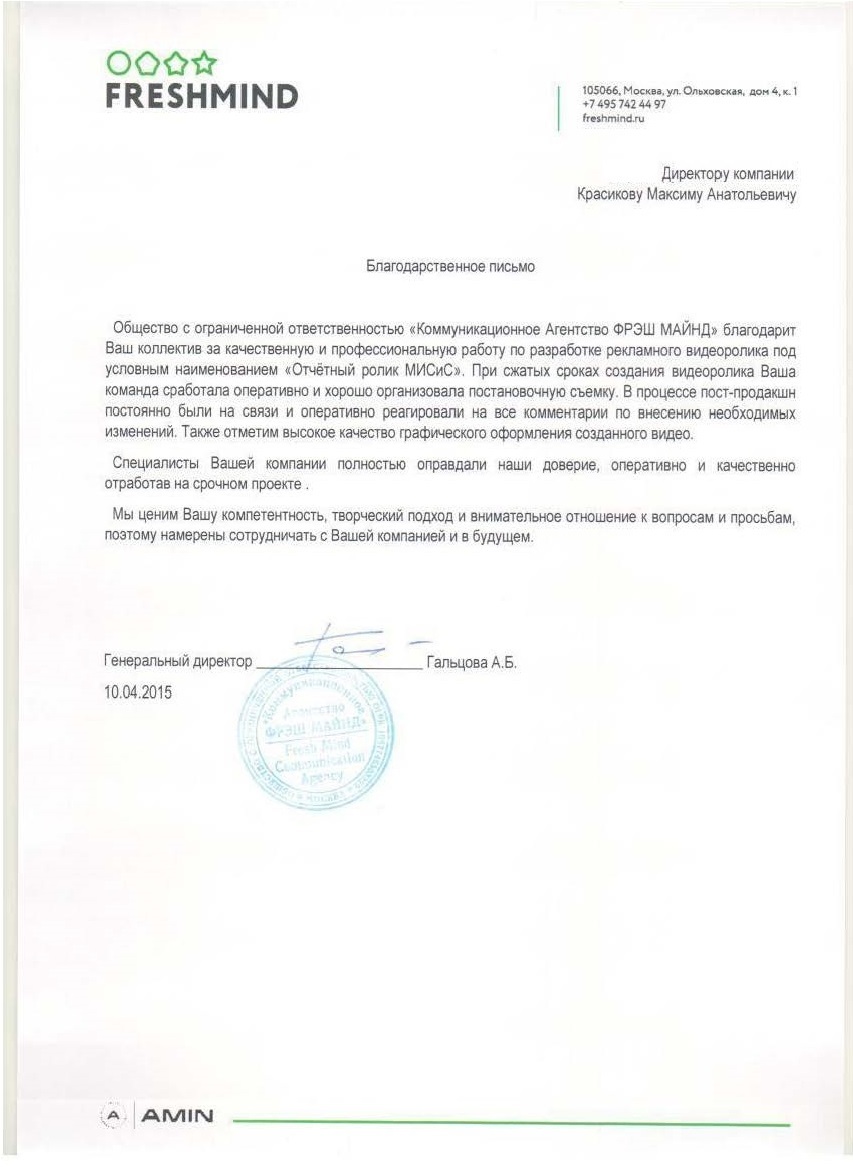 FRESHMIND
105066, Москва, ул. Ольховская, дом 4, к. 1
+7 495 742 44 97
freshmind.ru
Директору компании
Красикову Максиму Анатольевичу
Благодарственное письмо
Общество с ограниченной ответственностью «Коммуникационное Агентство ФРЭШ МАЙНД» благодарит
Ваш коллектив за качественную и профессиональную работу по разработке рекламного видеоролика под
условным наименованием «Отчётный ролик МИСиС». При сжатых сроках создания видеоролика Ваша
команда сработала оперативно и хорошо организовала постановочную съемку. В процессе пост-продакшн
постоянно были на связи и оперативно реагировали на все комментарии по внесению необходимых
изменений. Также отметим высокое качество графического оформления созданного видео.
Специалисты Вашей компании полностью оправдали наши доверие, оперативно и качественно
отработав на срочном проекте .
Мы ценим Вашу компетентность, творческий подход и внимательное отношение к вопросам и просьбам,
поэтому намерены сотрудничать с Вашей компанией и в будущем.
Генеральный директор Гальцова А.Б.
10.04.2015
«Коммуникационное
Агентство
ФРЭШ МАЙНД»
Fresh Mind
Communication
Agency
A AMIN